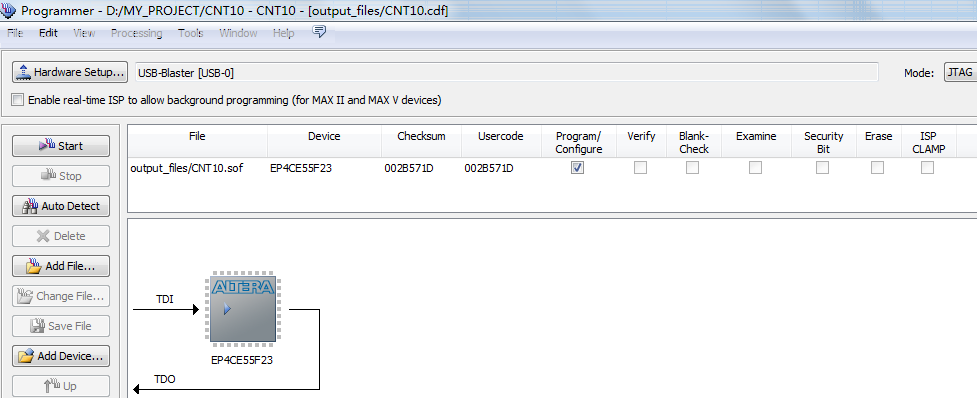 Programmer - D:/MY_PROJECT/CNT10 - CNT10 - [output_files/CNT10.cdf]
File Edit View Processing Tools Window Help
Hardware Setup... USB-Blaster [USB-0] Mode: JTAG
Enable real-time ISP to allow background programming (for MAX II and MAX V devices)
Start
Stop
Auto Detect
Delete
Add File...
Change File...
Save File
Add Device...
Up
File Device Checksum Usercode Program/ Configure Verify Blank- Check Examine Security Bit Erase ISP CLAMP
output_files/CNT10.sof EP4CE55F23 002B571D 002B571D
ALTERA
TDI
EP4CE55F23
TDO